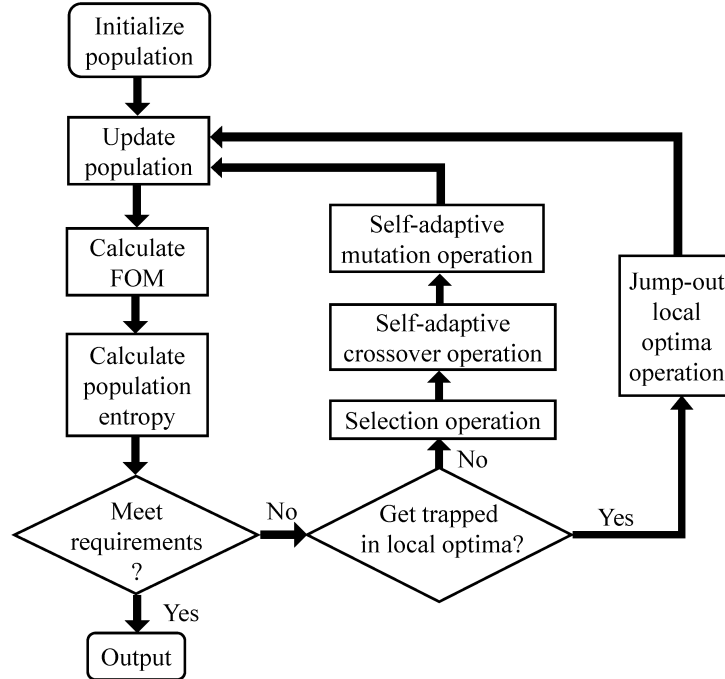 Initialize
population
Update
population
Calculate
FOM
Calculate
population
entropy
Meet
requirements
?
Yes
Output
No
Get trapped
in local optima?
No
Selection operation
Self-adaptive
crossover operation
Self-adaptive
mutation operation
Yes
Jump-out
local
optima
operation